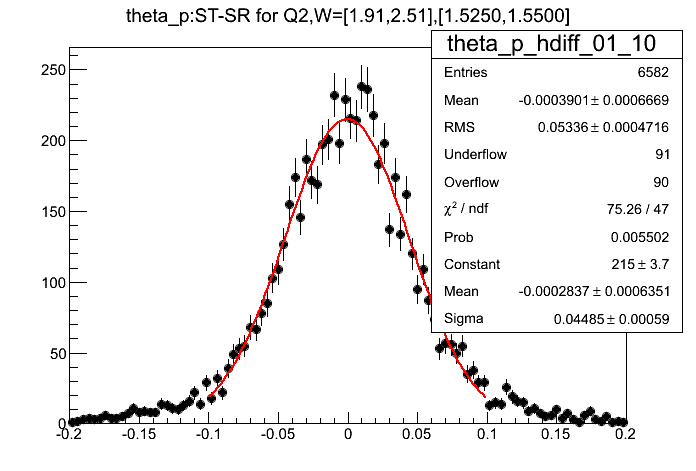 theta_p:ST-SR for Q2,W=[1.91,2.51],[1.5250,1.5500]
theta_p_hdiff_01_10
Entries 6582
Mean -0.0003901 ± 0.0006669
RMS 0.05336 ± 0.0004716
Underflow 91
Overflow 90
χ² / ndf 75.26 / 47
Prob 0.005502
Constant 215 ± 3.7
Mean -0.0002837 ± 0.0006351
Sigma 0.04485 ± 0.00059
250
200
150
100
50
0
-0.2 -0.15 -0.1 -0.05 0 0.05 0.1 0.15 0.2